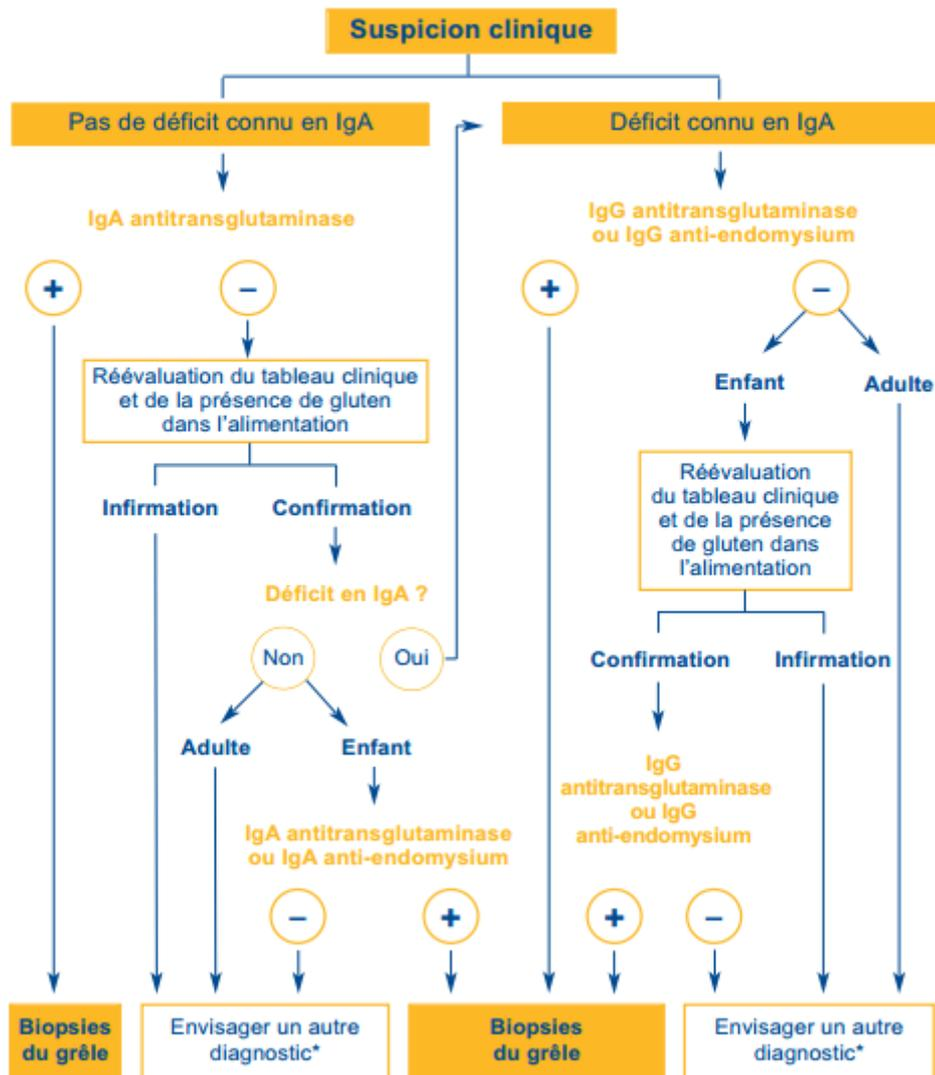 Suspicion clinique
Pas de déficit connu en IgA
Déficit connu en IgA
IgA antitransglutaminase
IgG antitransglutaminase
ou IgG anti-endomysium
+
–
+
–
Réévaluation du tableau clinique
et de la présence de gluten
dans l'alimentation
Enfant
Adulte
Réévaluation
du tableau clinique
et de la présence
de gluten dans
l'alimentation
Infirmation
Confirmation
Déficit en IgA ?
Non
Oui
Confirmation
Infirmation
Adulte
Enfant
IgG
antitransglutaminase
ou IgG
anti-endomysium
IgA antitransglutaminase
ou IgA anti-endomysium
–
+
+
–
Biopsies
du grêle
Envisager un autre
diagnostic*
Biopsies
du grêle
Envisager un autre
diagnostic*